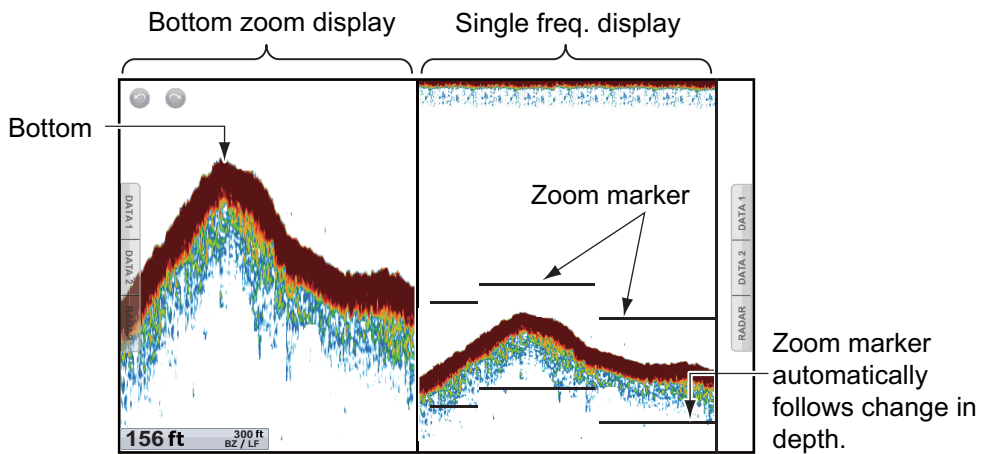 Bottom zoom display
Single freq. display
Bottom
Zoom marker
DATA 1
DATA 2
RADAR
DATA 1
DATA 2
RADAR
Zoom marker
automatically
follows change in
depth.
156 ft
300 ft
BZ / LF